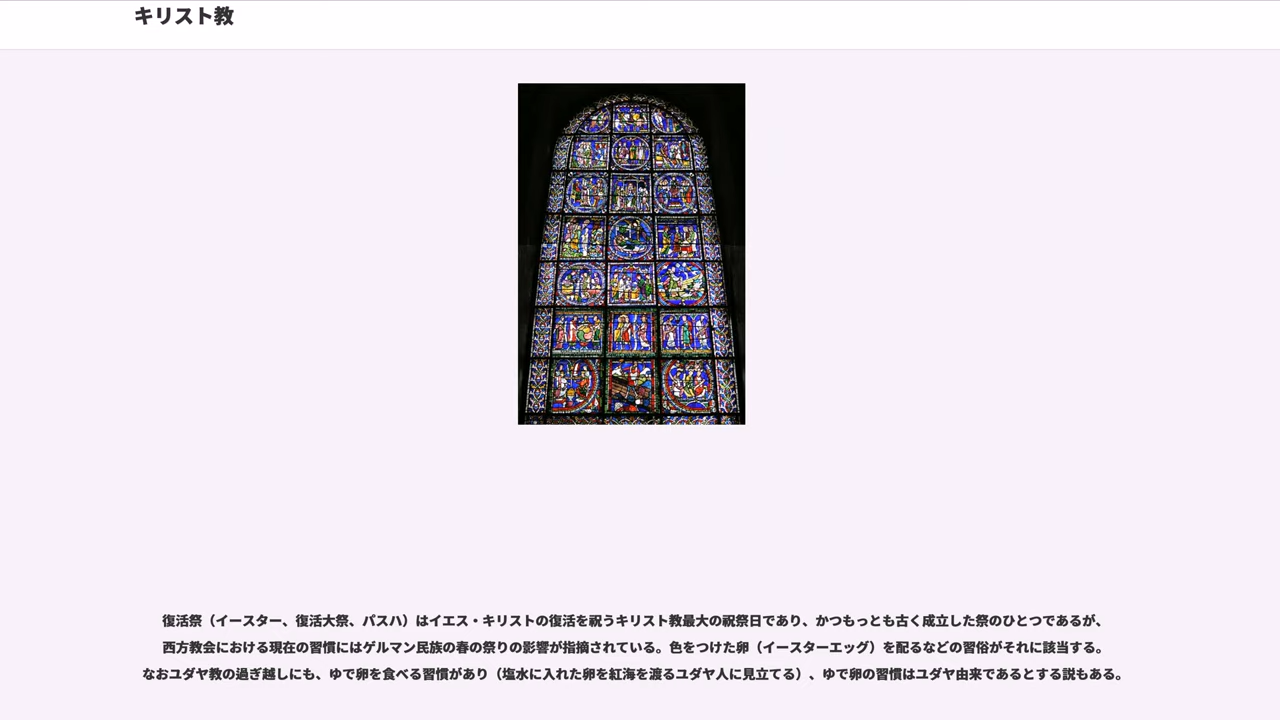 キリスト教
復活祭（イースター、復活大祭、パスハ）はイエス・キリストの復活を祝うキリスト教最大の祝祭日であり、かつもっとも古く成立した祭のひとつであるが、
西方教会における現在の習慣にはゲルマン民族の春の祭りの影響が指摘されている。色をつけた卵（イースターエッグ）を配るなどの習俗がそれに該当する。
なおユダヤ教の過ぎ越しにも、ゆで卵を食べる習慣があり（塩水に入れた卵を紅海を渡るユダヤ人に見立てる）、ゆで卵の習慣はユダヤ由来であるとする説もある。